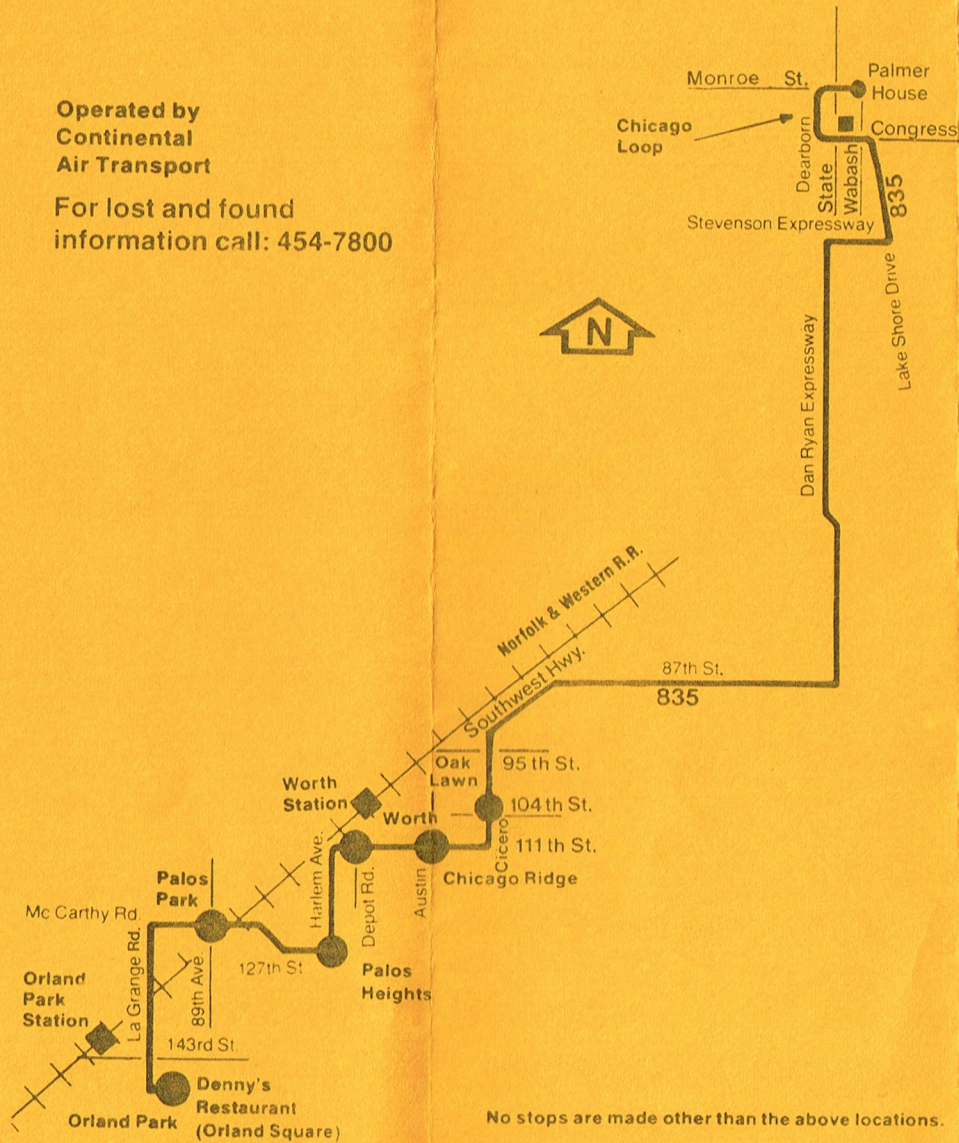 Operated by
Continental
Air Transport
For lost and found
information call: 454-7800
Monroe St.
Palmer
House
Chicago
Loop
Dearborn
State
Wabash
Congress
835
Stevenson Expressway
Lake Shore Drive
N
Dan Ryan Expressway
Norfolk & Western R.R.
Southwest Hwy.
87th St.
835
Oak
Lawn
95 th St.
Worth
Station
Worth
104 th St.
Cicero
111 th St.
Harlem Ave.
Depot Rd.
Austin
Chicago Ridge
Palos
Park
Mc Carthy Rd.
La Grange Rd.
89th Ave.
127th St
Palos
Heights
Orland
Park
Station
143rd St.
Denny's
Restaurant
(Orland Square)
Orland Park
No stops are made other than the above locations.